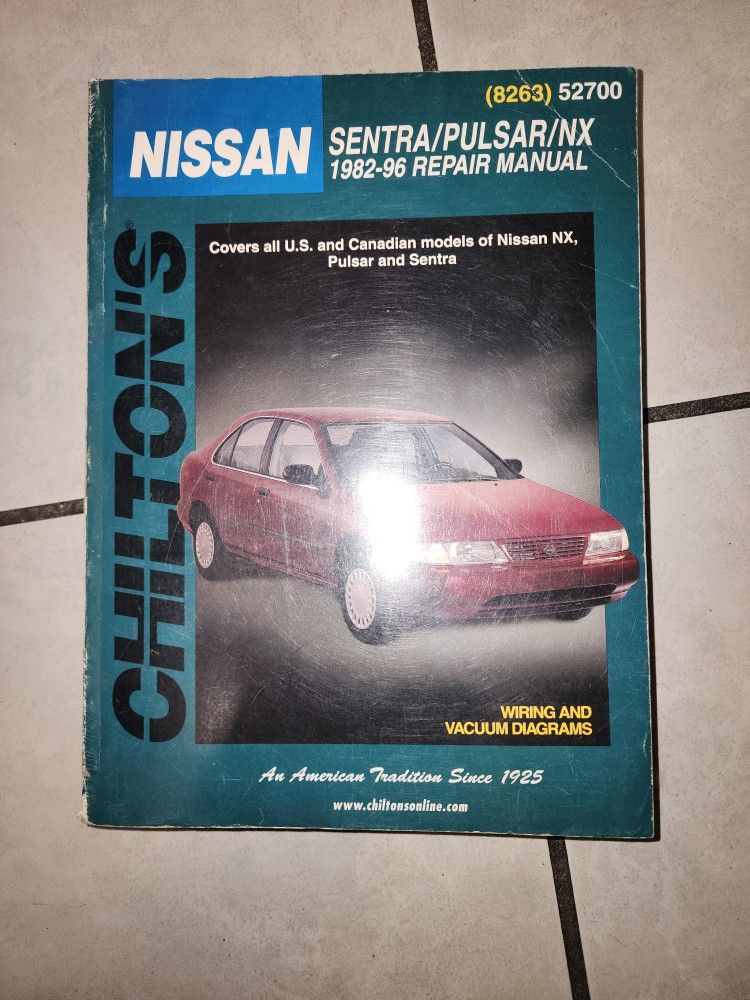 (8263) 52700
NISSAN
SENTRA/PULSAR/NX
1982-96 REPAIR MANUAL
CHILTON'S®
Covers all U.S. and Canadian models of Nissan NX,
Pulsar and Sentra
WIRING AND
VACUUM DIAGRAMS
An American Tradition Since 1925
www.chiltonsonline.com